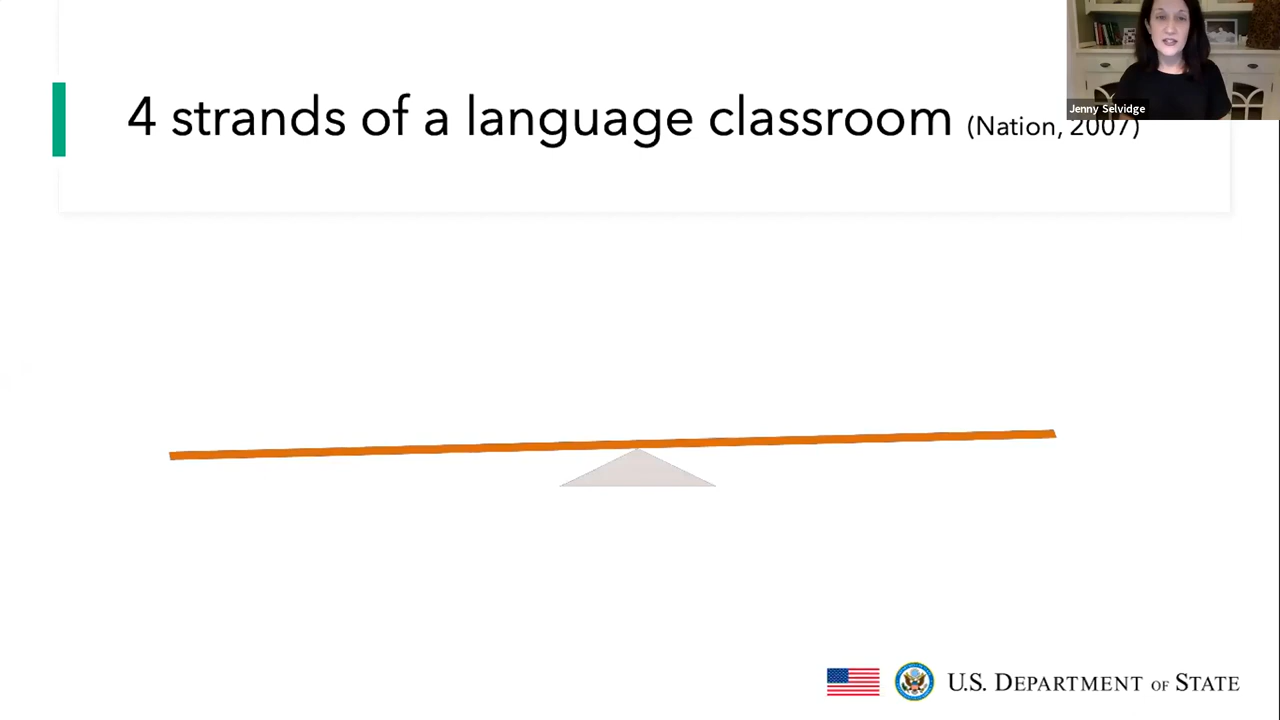 4 strands of a language classroom (Nation, 2007)
Jenny Selvidge
U.S. DEPARTMENT OF STATE